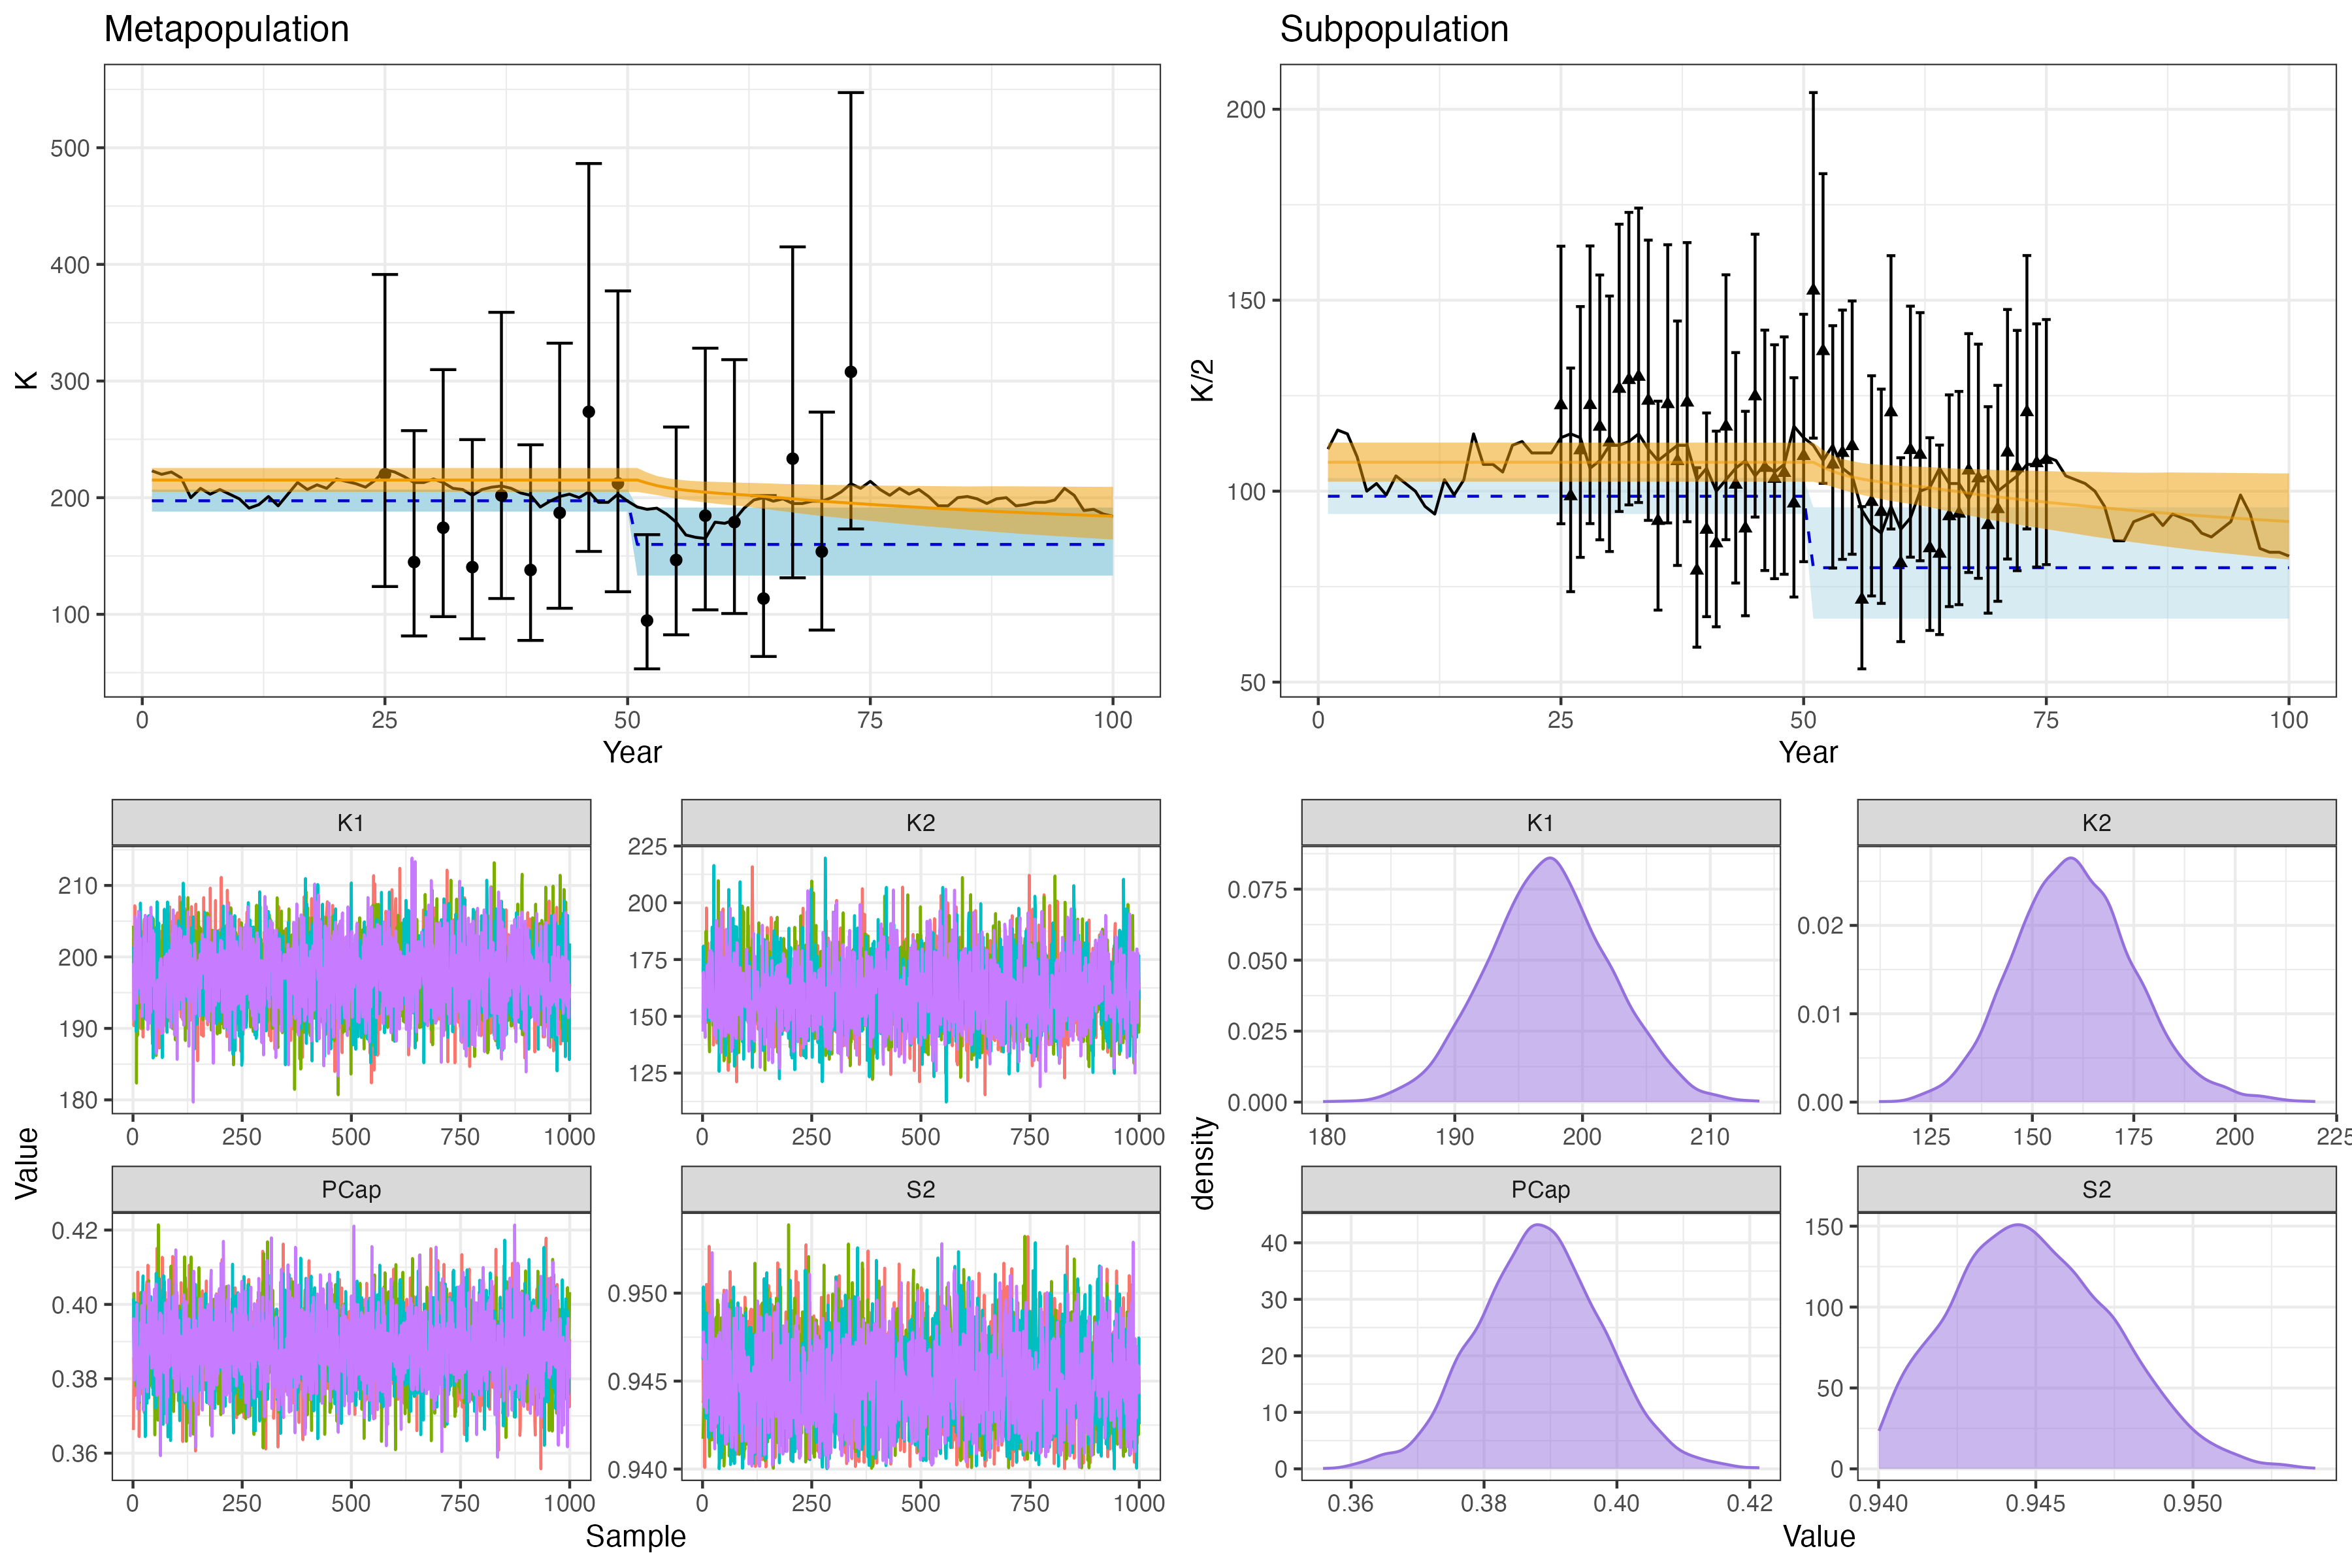 Metapopulation
Subpopulation
K
500
400
300
200
100
0 25 50 75 100
Year
K/2
200
150
100
50
0 25 50 75 100
Year
Value
K1
210
200
190
180
0 250 500 750 1000
K2
225
200
175
150
125
0 250 500 750 1000
PCap
0.42
0.40
0.38
0.36
0 250 500 750 1000
S2
0.950
0.945
0.940
0 250 500 750 1000
Sample
density
K1
0.075
0.050
0.025
0.000
180 190 200 210
K2
0.02
0.01
0.00
125 150 175 200 225
PCap
40
30
20
10
0
0.36 0.38 0.40 0.42
S2
150
100
50
0
0.940 0.945 0.950
Value